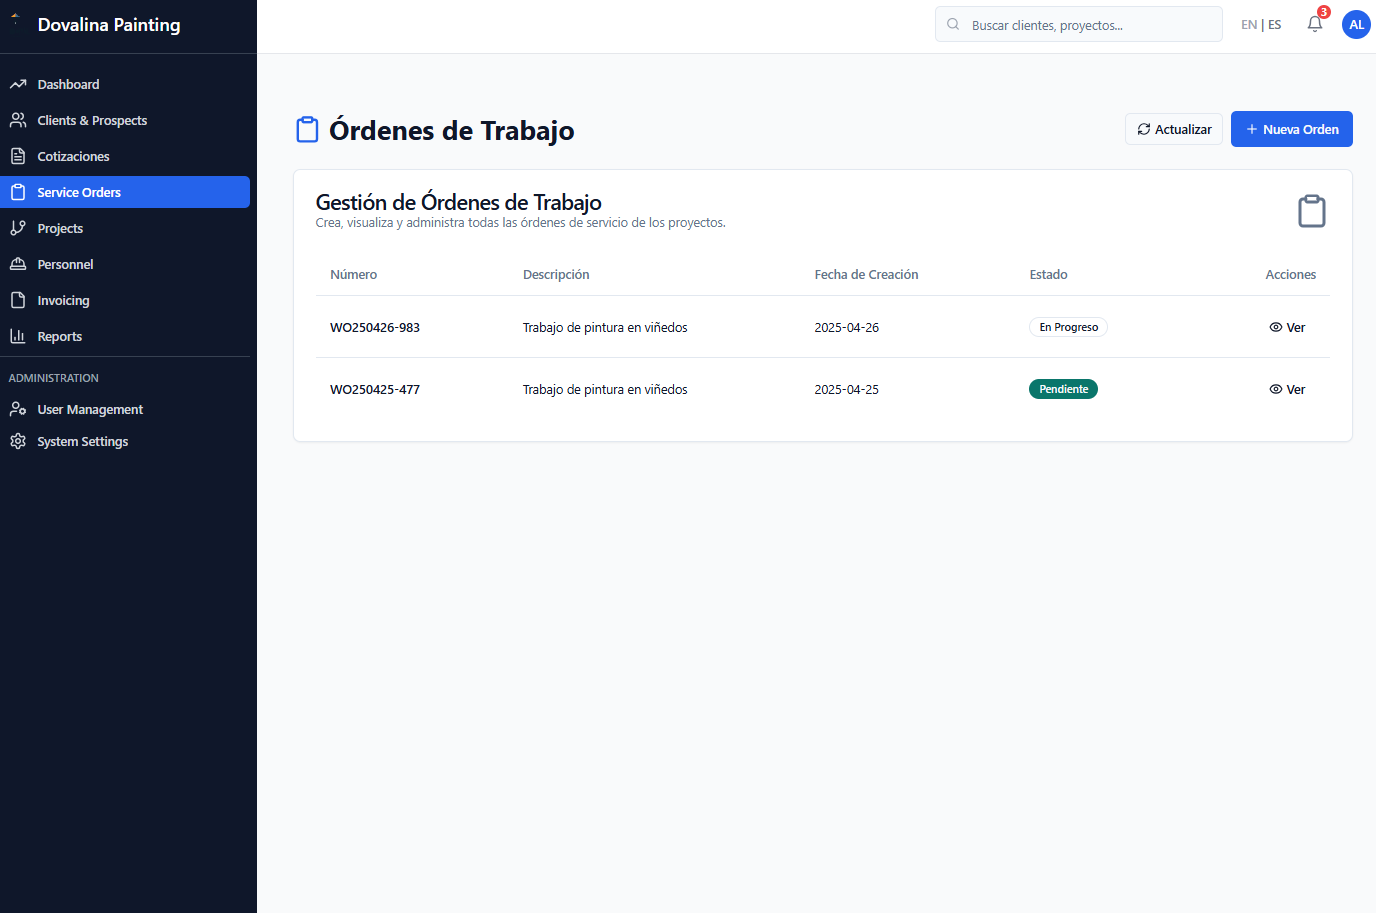 Dovalina Painting
Buscar clientes, proyectos...
EN | ES
3
AL
Dashboard
Clients & Prospects
Cotizaciones
Service Orders
Projects
Personnel
Invoicing
Reports
ADMINISTRATION
User Management
System Settings
Órdenes de Trabajo
Actualizar
+ Nueva Orden
Gestión de Órdenes de Trabajo
Crea, visualiza y administra todas las órdenes de servicio de los proyectos.
Número Descripción Fecha de Creación Estado Acciones
WO250426-983 Trabajo de pintura en viñedos 2025-04-26 En Progreso Ver
WO250425-477 Trabajo de pintura en viñedos 2025-04-25 Pendiente Ver